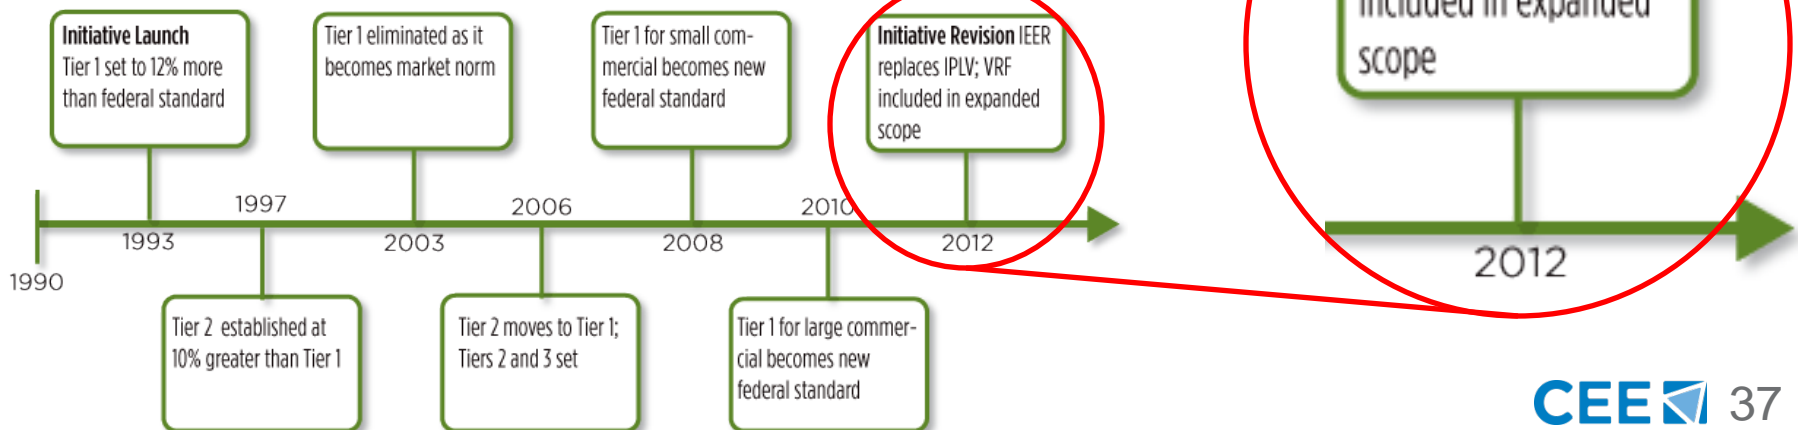 Initiative Launch
Tier 1 set to 12% more
than federal standard
Tier 1 eliminated as it
becomes market norm
Tier 1 for small com-
mercial becomes new
federal standard
Initiative Revision IEER
replaces IPLV; VRF
included in expanded
scope
included in expanded
scope
1990
1993
1997
2003
2006
2008
2010
2012
2012
Tier 2 established at
10% greater than Tier 1
Tier 2 moves to Tier 1;
Tiers 2 and 3 set
Tier 1 for large commer-
cial becomes new
federal standard
CEE 37